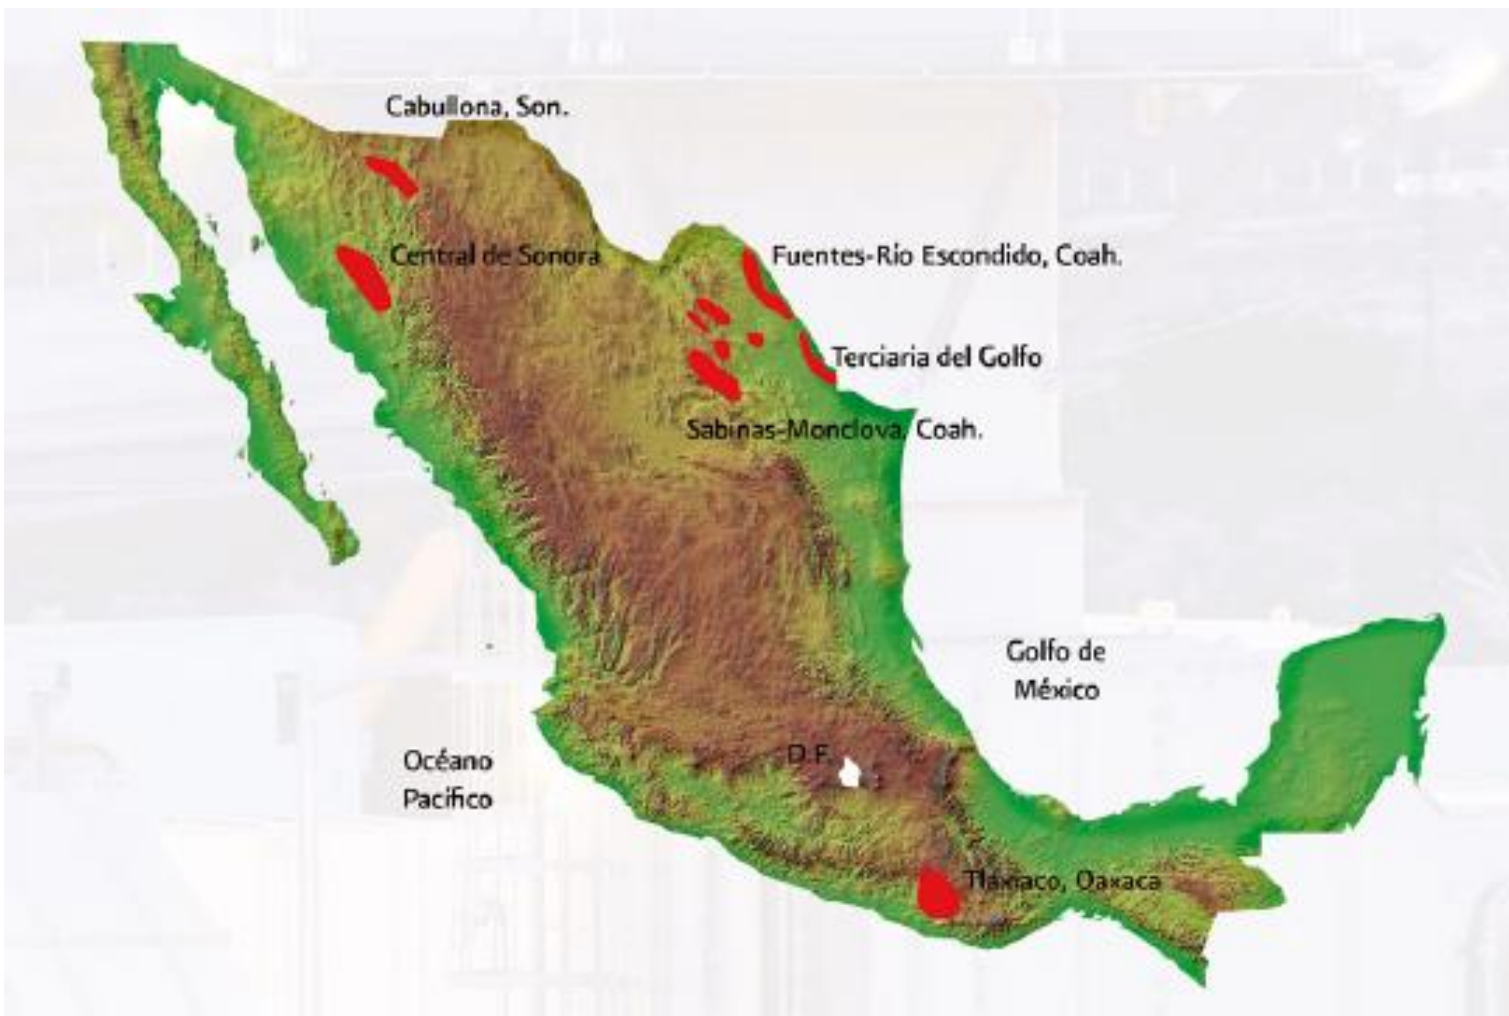 Cabullona, Son.
Central de Sonora
Fuentes-Río Escondido, Coah.
Terciaria del Golfo
Sabinas-Monclova, Coah.
Golfo de
México
D.F.
Océano
Pacífico
Tlaxiaco, Oaxaca